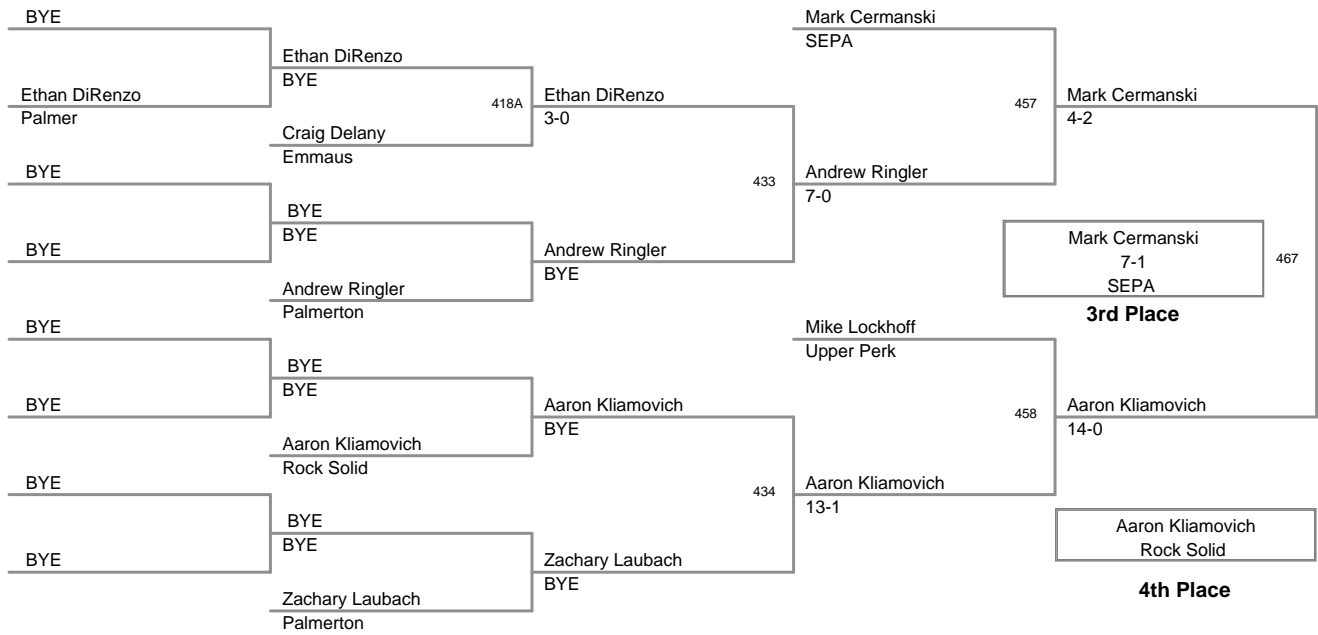 BYE
Ethan DiRenzo
Palmer
BYE
BYE
BYE
BYE
BYE
BYE
Ethan DiRenzo
BYE
Craig Delany
Emmaus
BYE
BYE
Andrew Ringler
Palmerton
BYE
BYE
Aaron Kliamovich
Rock Solid
BYE
BYE
Zachary Laubach
Palmerton
418A
Ethan DiRenzo
3-0
Andrew Ringler
BYE
Aaron Kliamovich
BYE
Zachary Laubach
BYE
433
434
Mark Cermanski
SEPA
Andrew Ringler
7-0
Mike Lockhoff
Upper Perk
Aaron Kliamovich
13-1
457
458
Mark Cermanski
4-2
Aaron Kliamovich
14-0
Mark Cermanski
7-1
SEPA
467
3rd Place
Aaron Kliamovich
Rock Solid
4th Place